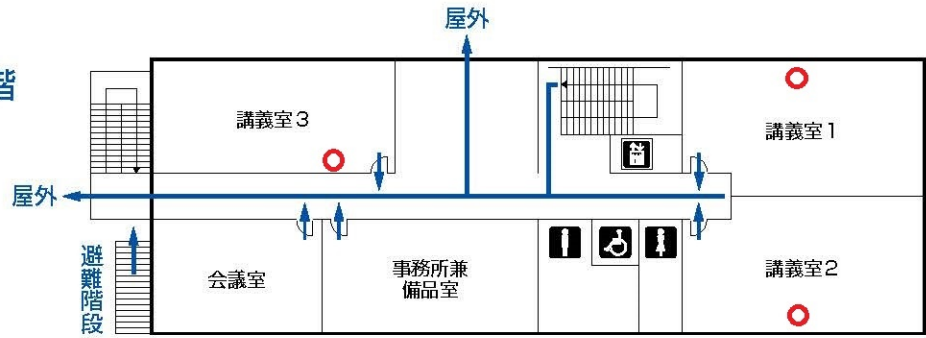 屋外
階
講義室3
講義室1
屋外
避難階段
会議室
事務所兼
備品室
講義室2